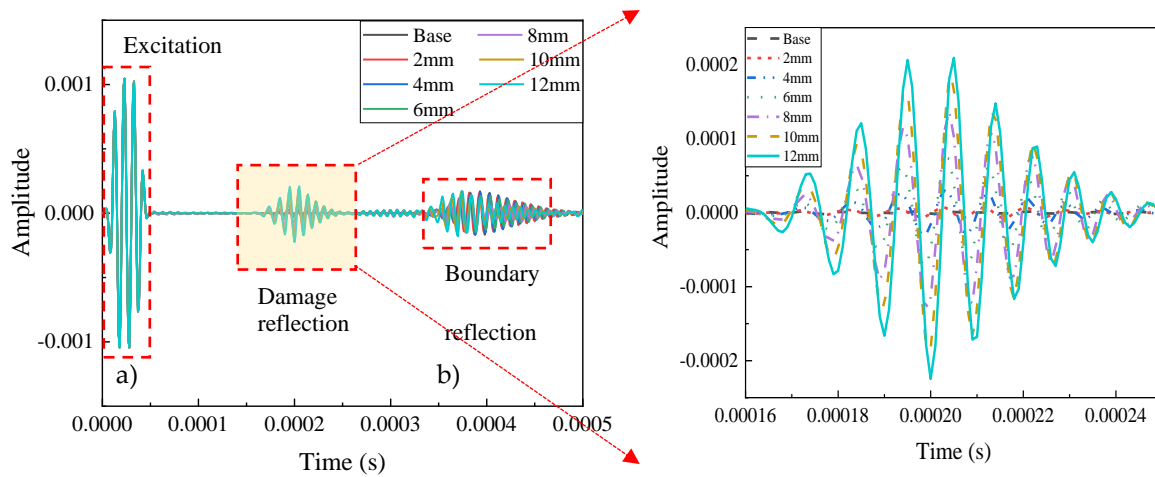 Excitation
Base
2mm
4mm
6mm
8mm
10mm
12mm
0.001
0.000
-0.001
Amplitude
Damage
reflection
Boundary
reflection
a)
b)
0.0000
0.0001
0.0002
0.0003
0.0004
0.0005
Time (s)
Base
2mm
4mm
6mm
8mm
10mm
12mm
0.0002
0.0001
0.0000
-0.0001
-0.0002
Amplitude
0.00016
0.00018
0.00020
0.00022
0.00024
Time (s)